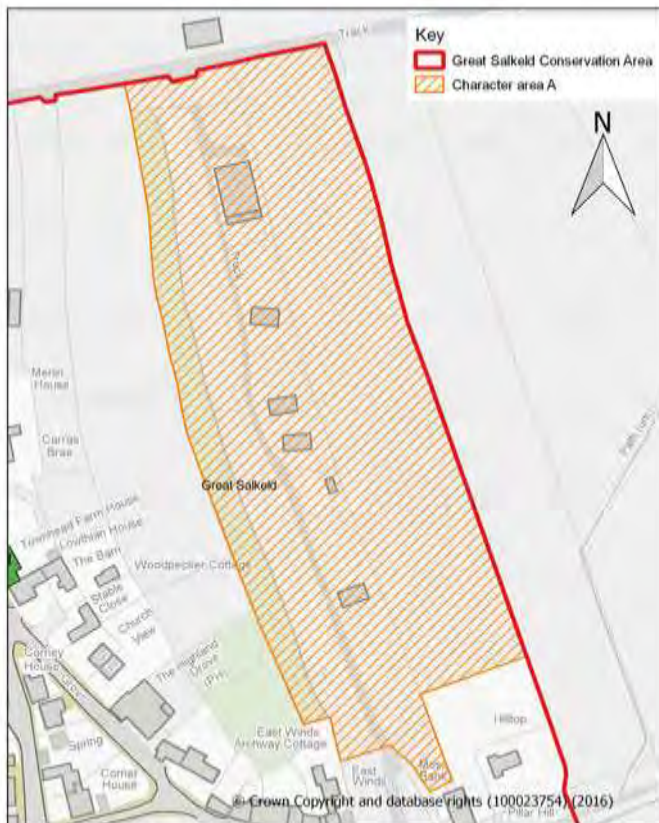 Track
Key
Great Salkeld Conservation Area
Character area A
N
Track
Merlin
House
Carras
Brae
Path (um)
Great Salkeld
Townhead Farm House
Lowthian House
The Barn
Woodpecker Cottage
Stable
Close
Church
View
Corney
House
The Highland
Drove
(PH)
Spring
Corner
House
East Winds
Archway Cottage
East
Winds
Hilltop
Bank
Pillar Hill
© Crown Copyright and database rights (100023754) (2016)